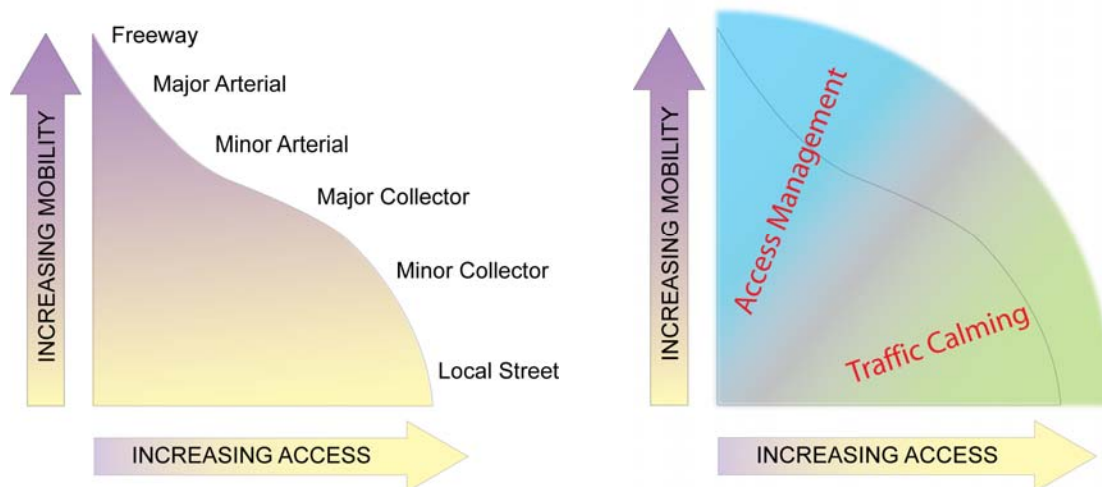 Freeway
Major Arterial
Minor Arterial
Major Collector
Minor Collector
Local Street
INCREASING MOBILITY
INCREASING ACCESS
Access Management
Traffic Calming
INCREASING MOBILITY
INCREASING ACCESS